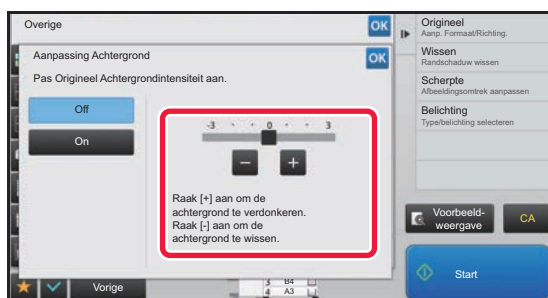 Overige
OK
Aanpassing Achtergrond
OK
Pas Origineel Achtergrondintensiteit aan.
Off
On
-3 0 3
- +
Raak [+] aan om de
achtergrond te verdonkeren.
Raak [-] aan om de
achtergrond te wissen.
Vorige
3 B4
4 A3
Origineel
Aanp. Formaat/Richting.
Wissen
Randschaduw wissen
Scherpte
Afbeeldingsomtrek aanpassen
Belichting
Type/belichting selecteren
Voorbeeld-
weergave
CA
Start